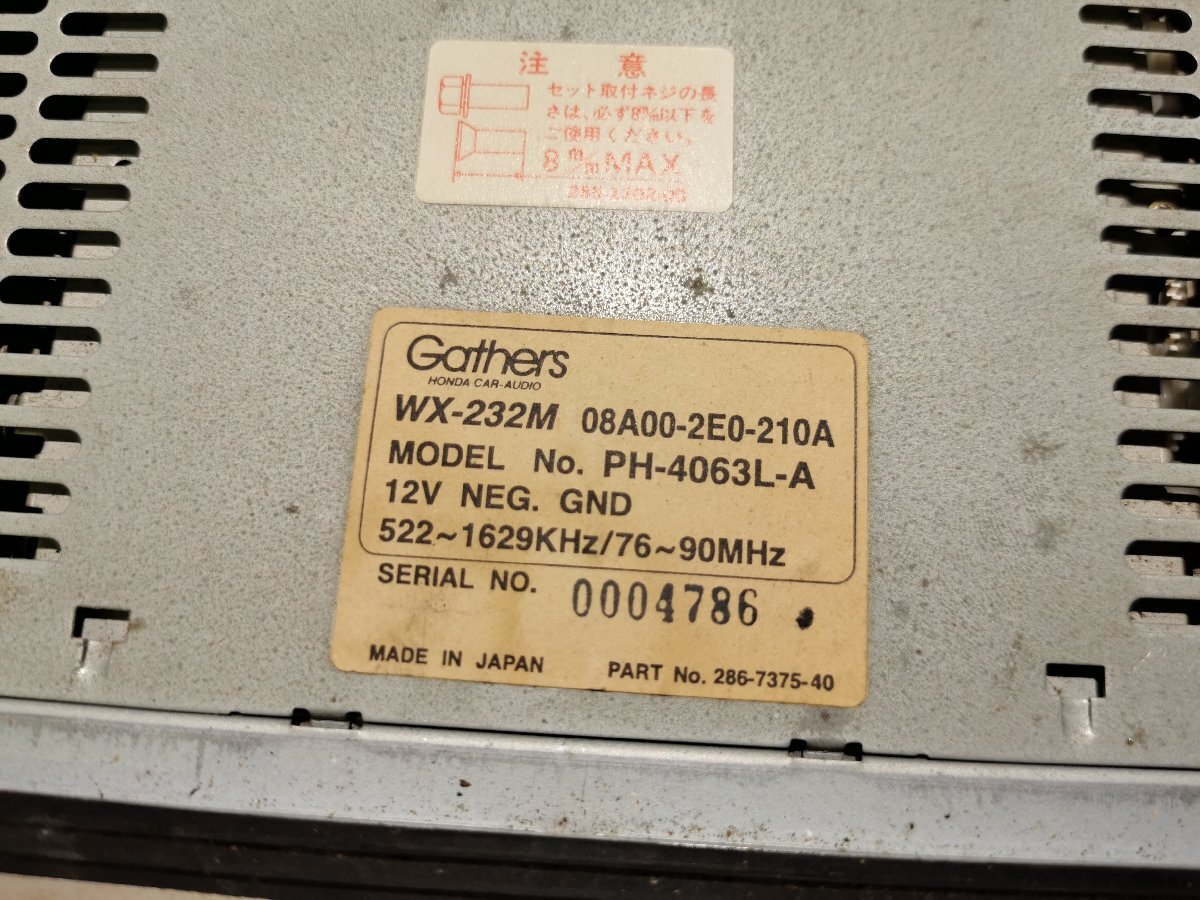 注 意
セット取付ネジの長
さは、必ず8㎜以下を
ご使用ください。
8 m/m MAX
Gathers
HONDA CAR-AUDIO
WX-232M 08A00-2E0-210A
MODEL No. PH-4063L-A
12V NEG. GND
522~1629KHz/76~90MHz
SERIAL NO. 0004786
MADE IN JAPAN PART No. 286-7375-40